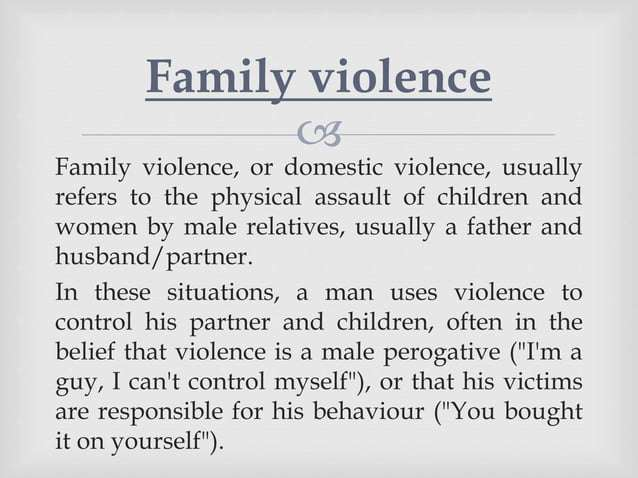 Family violence
Family violence, or domestic violence, usually
refers to the physical assault of children and
women by male relatives, usually a father and
husband/partner.
In these situations, a man uses violence to
control his partner and children, often in the
belief that violence is a male perogative ("I'm a
guy, I can't control myself"), or that his victims
are responsible for his behaviour ("You bought
it on yourself").